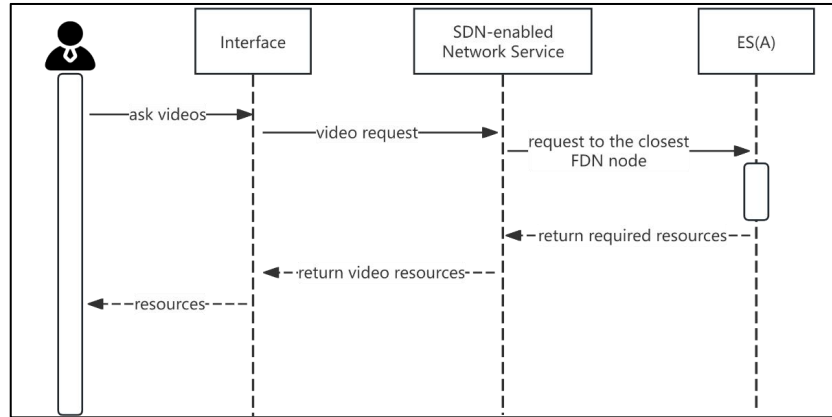 Interface
SDN-enabled
Network Service
ES(A)
ask videos
video request
request to the closest
FDN node
return required resources
return video resources
resources